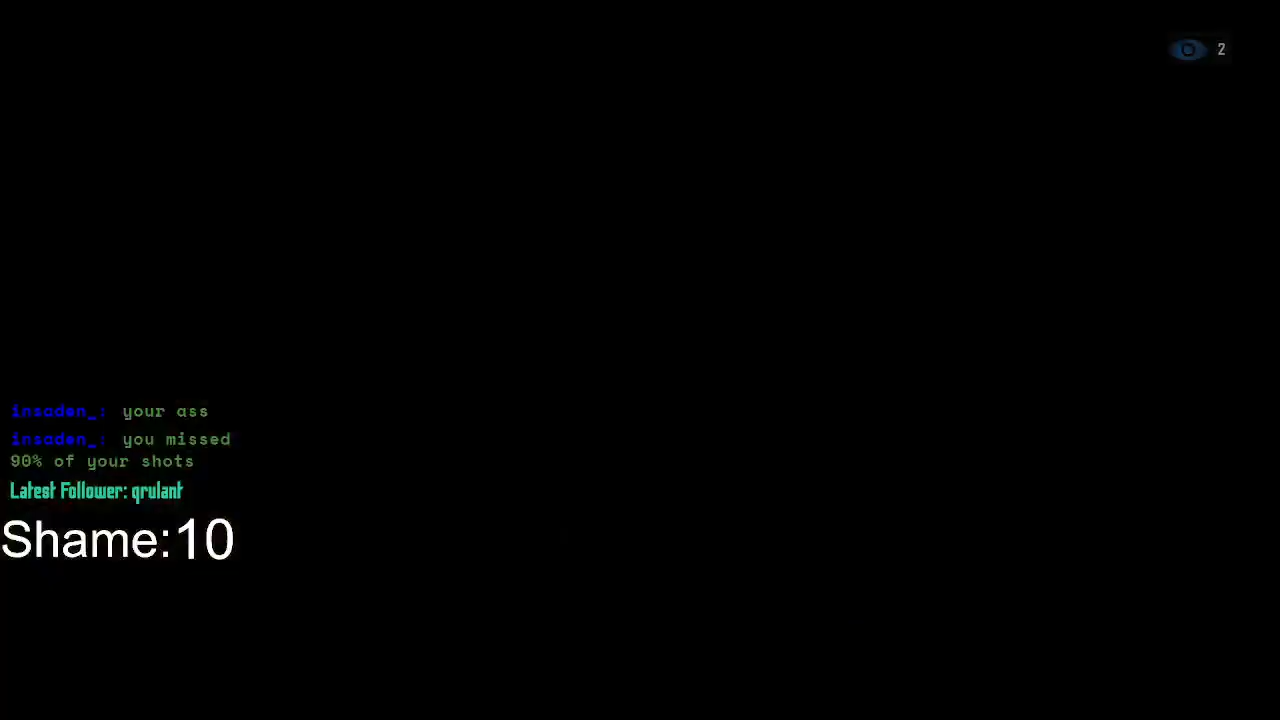 2
insaden_: your ass
insaden_: you missed
90% of your shots
Latest Follower: qrulant
Shame:10